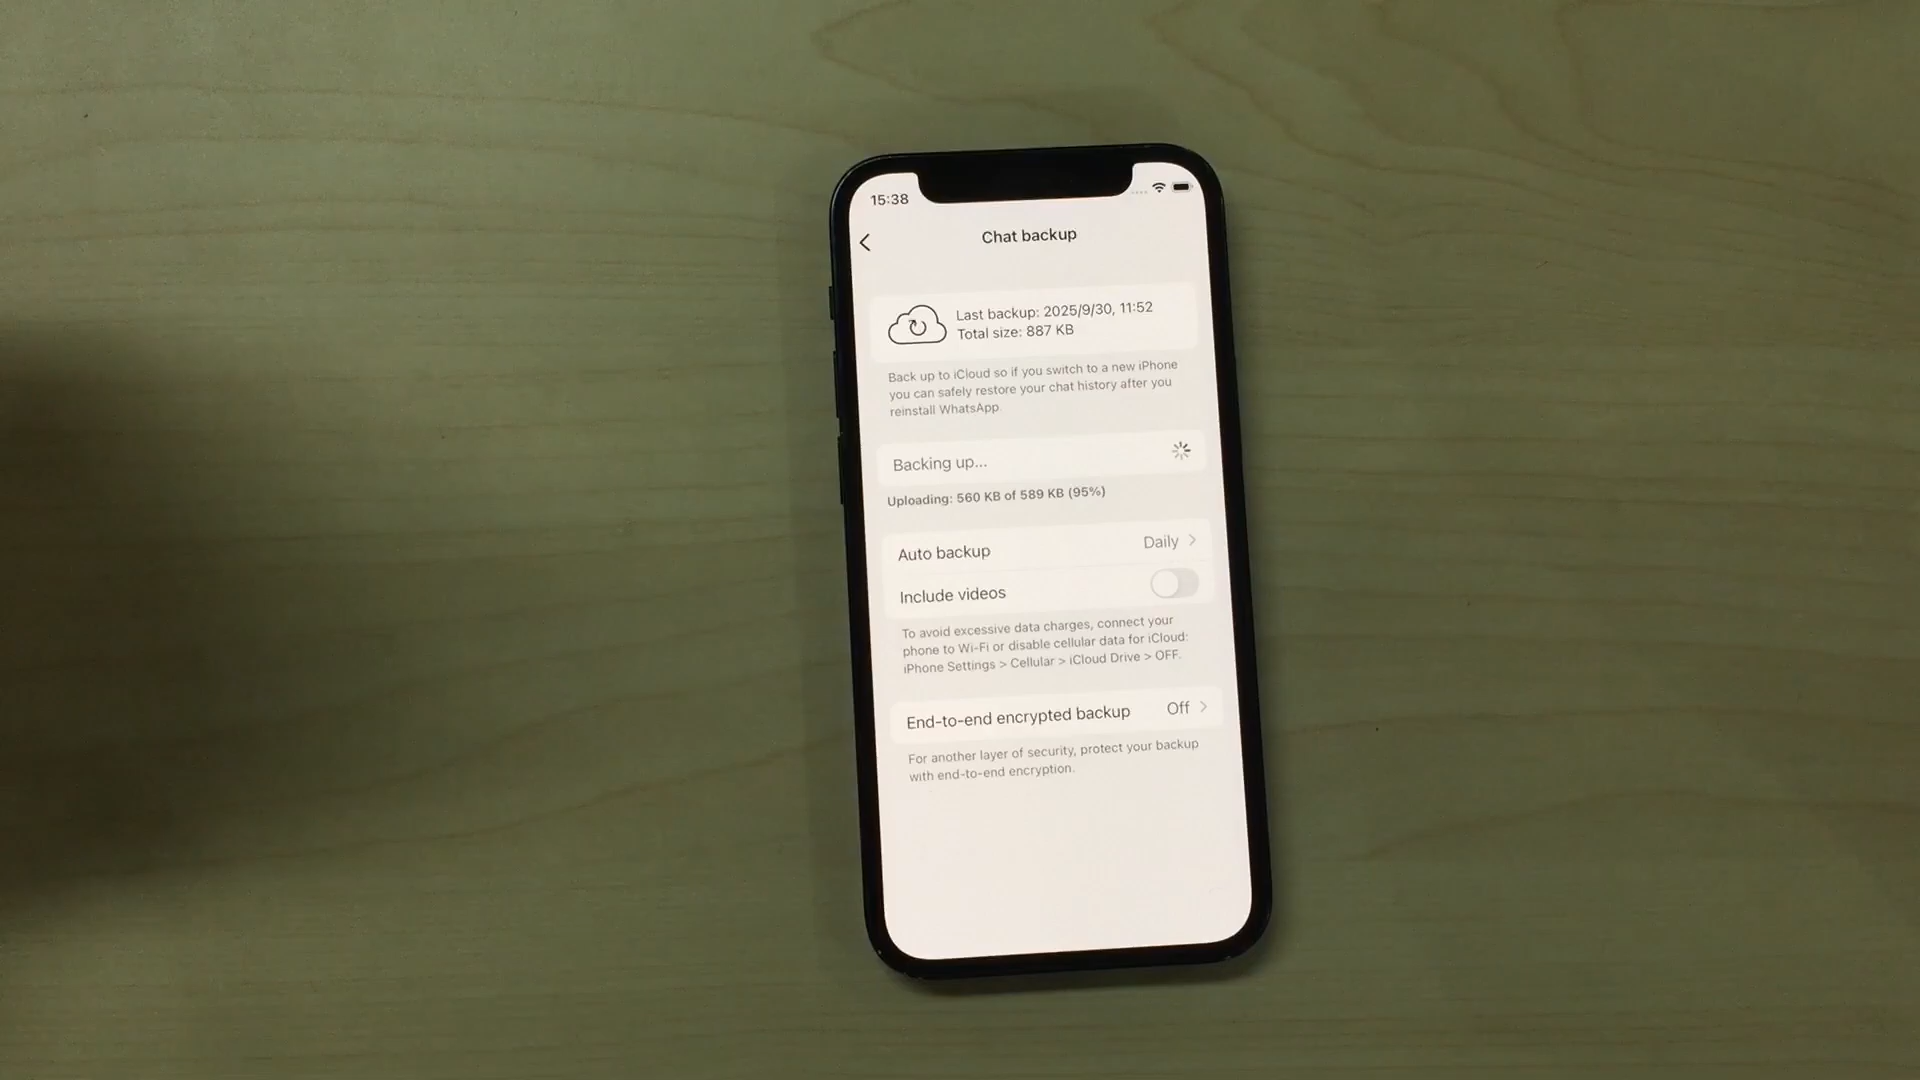 15:38
Chat backup
Last backup: 2025/9/30, 11:52
Total size: 887 KB
Back up to iCloud so if you switch to a new iPhone
you can safely restore your chat history after you
reinstall WhatsApp.
Backing up...
Uploading: 560 KB of 589 KB (95%)
Auto backup Daily
Include videos
To avoid excessive data charges, connect your
phone to Wi-Fi or disable cellular data for iCloud:
iPhone Settings > Cellular > iCloud Drive > OFF.
End-to-end encrypted backup Off
For another layer of security, protect your backup
with end-to-end encryption.